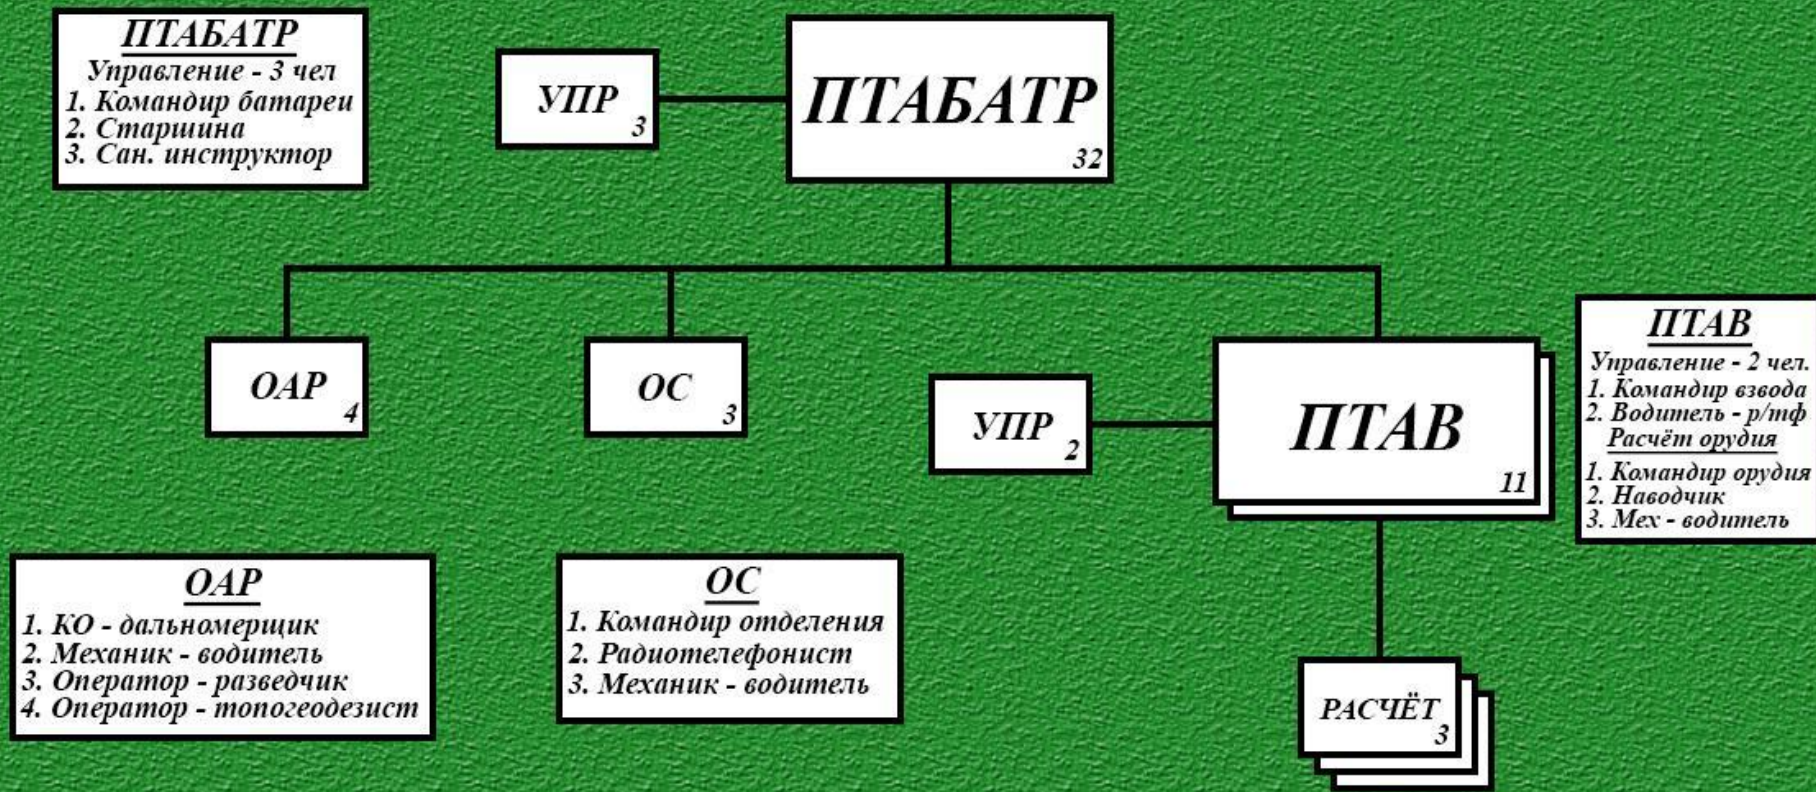 ПТАБАТР
Управление - 3 чел
1. Командир батареи
2. Старшина
3. Сан. инструктор
УПР
3
ПТАБАТР
32
ОАР
4
ОС
3
УПР
2
ПТАВ
11
ПТАВ
Управление - 2 чел.
1. Командир взвода
2. Водитель - р/тф
Расчёт орудия
1. Командир орудия
2. Наводчик
3. Мех - водитель
ОАР
1. КО - дальномерщик
2. Механик - водитель
3. Оператор - разведчик
4. Оператор - топогеодезист
ОС
1. Командир отделения
2. Радиотелефонист
3. Механик - водитель
РАСЧЁТ
3